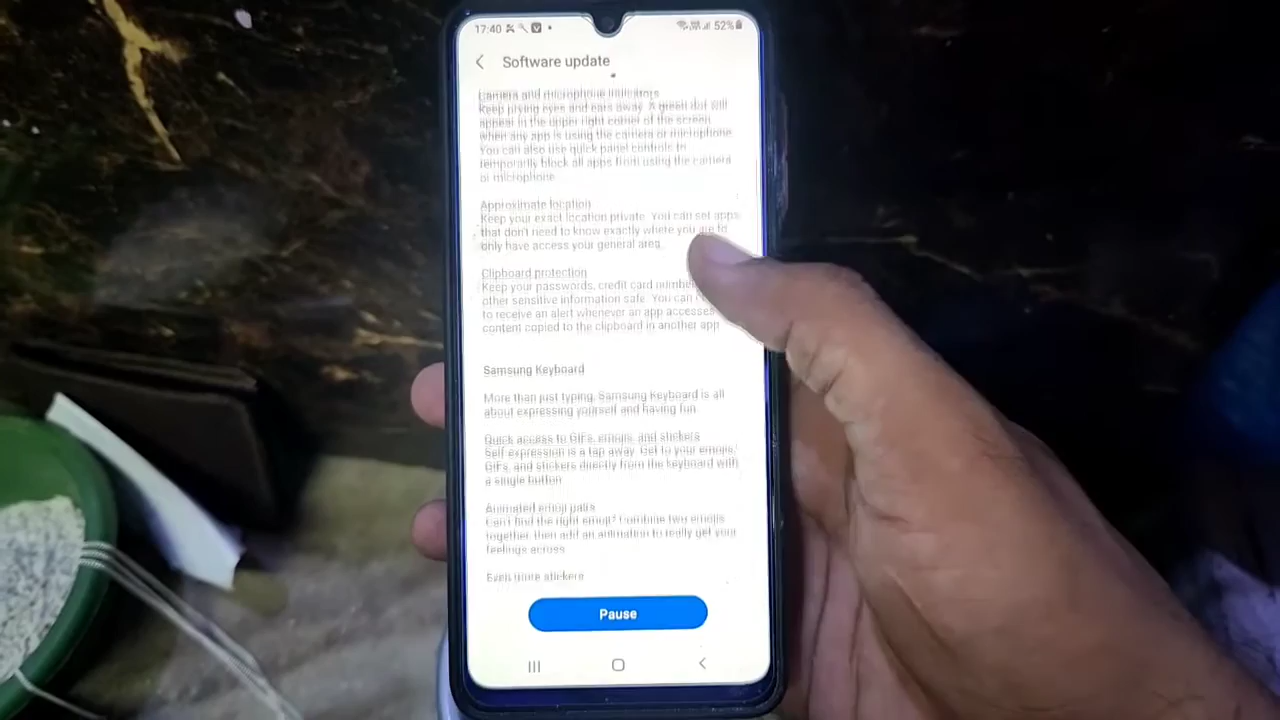 17:40
52%
Software update
Camera and microphone indicators
Keep prying eyes and ears away. A green dot will
appear in the upper right corner of the screen
when any app is using the camera or microphone.
You can also use quick panel controls to
temporarily block all apps from using the camera
or microphone.
Approximate location
Keep your exact location private. You can set apps
that don't need to know exactly where you are to
only have access your general area.
Clipboard protection
Keep your passwords, credit card number
other sensitive information safe. You can
to receive an alert whenever an app accesses
content copied to the clipboard in another app
Samsung Keyboard
More than just typing, Samsung Keyboard is all
about expressing yourself and having fun.
Quick access to GIFs, emojis, and stickers
Self expression is a tap away. Get to your emojis/
GIFs, and stickers directly from the keyboard with
a single button
Animated emoji pairs
Can't find the right emoji? Combine two emojis
together, then add an animation to really get your
feelings across
Even more stickers
Pause